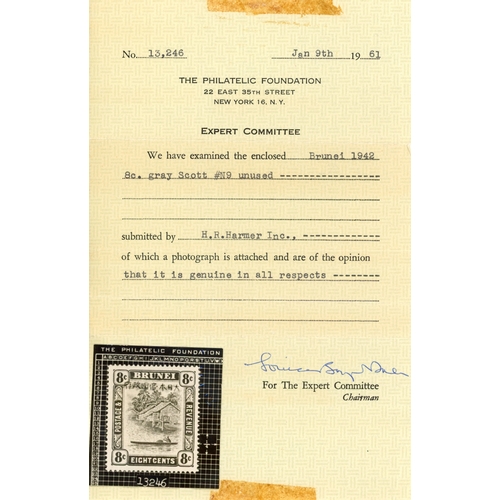 No. 13,246 Jan 9th 19 61
THE PHILATELIC FOUNDATION
22 EAST 35TH STREET
NEW YORK 16, N. Y.
EXPERT COMMITTEE
We have examined the enclosed Brunei 1942
8c. gray Scott #N9 unused ------------------
submitted by H.R.Harmer Inc.,---------------
of which a photograph is attached and are of the opinion
that it is genuine in all respects --------
For The Expert Committee
Chairman
THE PHILATELIC FOUNDATION
ABCDEFGHIJKLMNOPQRSTUVW
8c BRUNEI 8c
POSTAGE & REVENUE
8c EIGHT CENTS 8c
13246